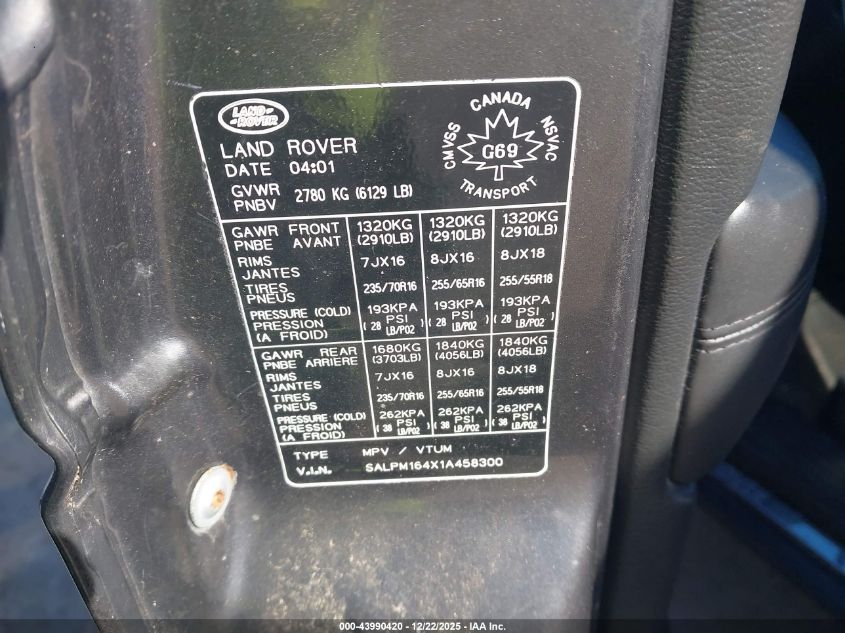 LAND-
-ROVER
LAND ROVER
DATE 04:01
GVWR
PNBV 2780 KG (6129 LB)
CANADA
CMVSS
NSVAC
G69
TRANSPORT
GAWR FRONT 1320KG 1320KG 1320KG
PNBE AVANT (2910LB) (2910LB) (2910LB)
RIMS 7JX16 8JX16 8JX18
JANTES
TIRES 235/70R16 255/65R16 255/55R18
PNEUS
PRESSURE (COLD) 193KPA 193KPA 193KPA
PRESSION ( 28 PSI LB/PO2 ) ( 28 PSI LB/PO2 ) ( 28 PSI LB/PO2 )
(A FROID)
GAWR REAR 1680KG 1840KG 1840KG
PNBE ARRIERE (3703LB) (4056LB) (4056LB)
RIMS 7JX16 8JX16 8JX18
JANTES
TIRES 235/70R16 255/65R16 255/55R18
PNEUS
PRESSURE (COLD) 262KPA 262KPA 262KPA
PRESSION ( 38 PSI LB/PO2 ) ( 38 PSI LB/PO2 ) ( 38 PSI LB/PO2 )
(A FROID)
TYPE MPV / VTUM
V.I.N. SALPM164X1A458300
000-43990420 - 12/22/2025 - IAA Inc.